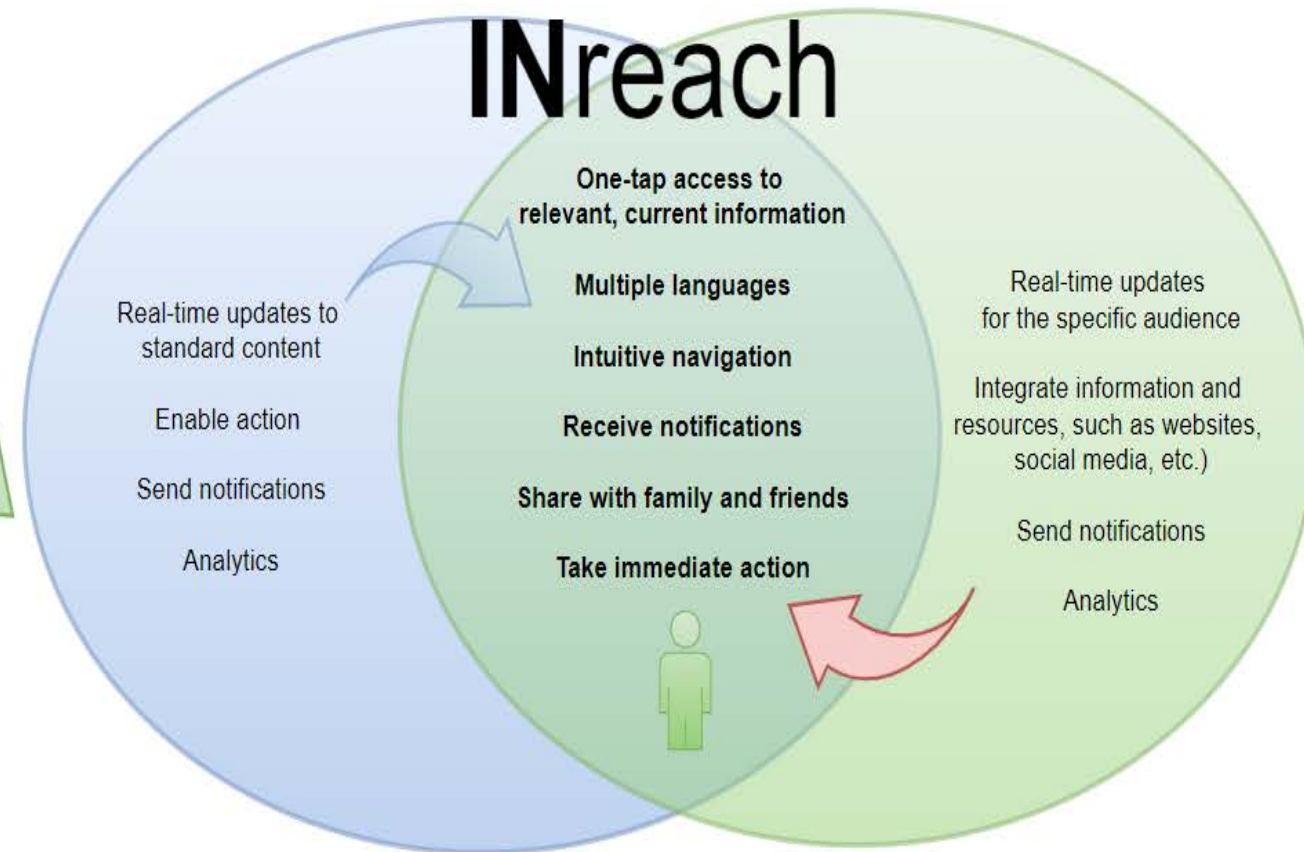 INreach
One-tap access to
relevant, current information
Multiple languages
Intuitive navigation
Receive notifications
Share with family and friends
Take immediate action
Real-time updates to
standard content
Enable action
Send notifications
Analytics
Real-time updates
for the specific audience
Integrate information and
resources, such as websites,
social media, etc.)
Send notifications
Analytics